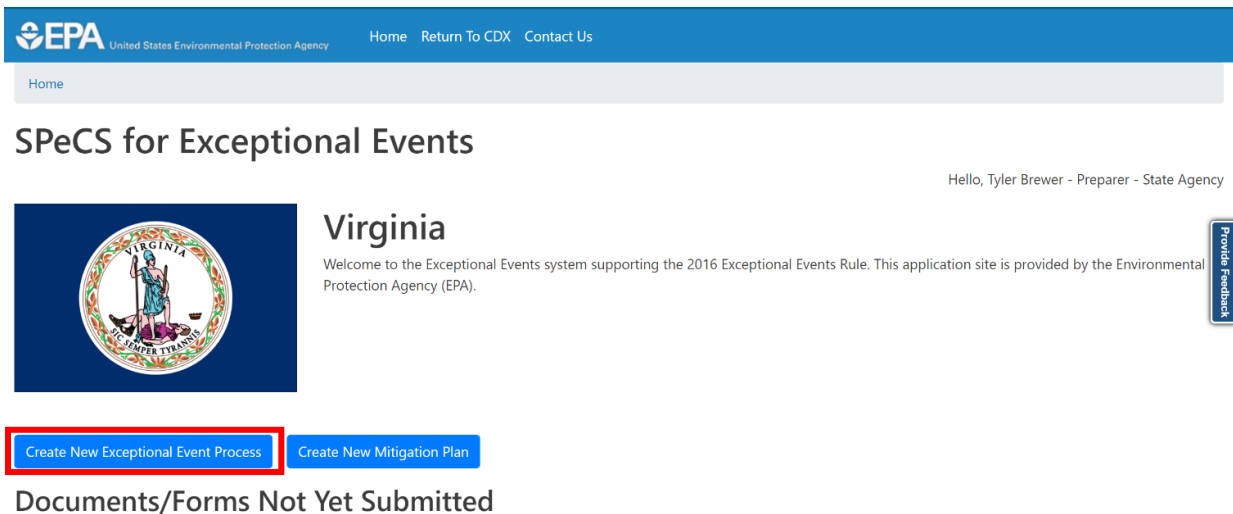 EPA United States Environmental Protection Agency Home Return To CDX Contact Us
Home
SPeCS for Exceptional Events
Hello, Tyler Brewer - Preparer - State Agency
VIRGINIA
SIC SEMPER TYRANNIS
Virginia
Welcome to the Exceptional Events system supporting the 2016 Exceptional Events Rule. This application site is provided by the Environmental
Protection Agency (EPA).
Provide Feedback
Create New Exceptional Event Process Create New Mitigation Plan
Documents/Forms Not Yet Submitted